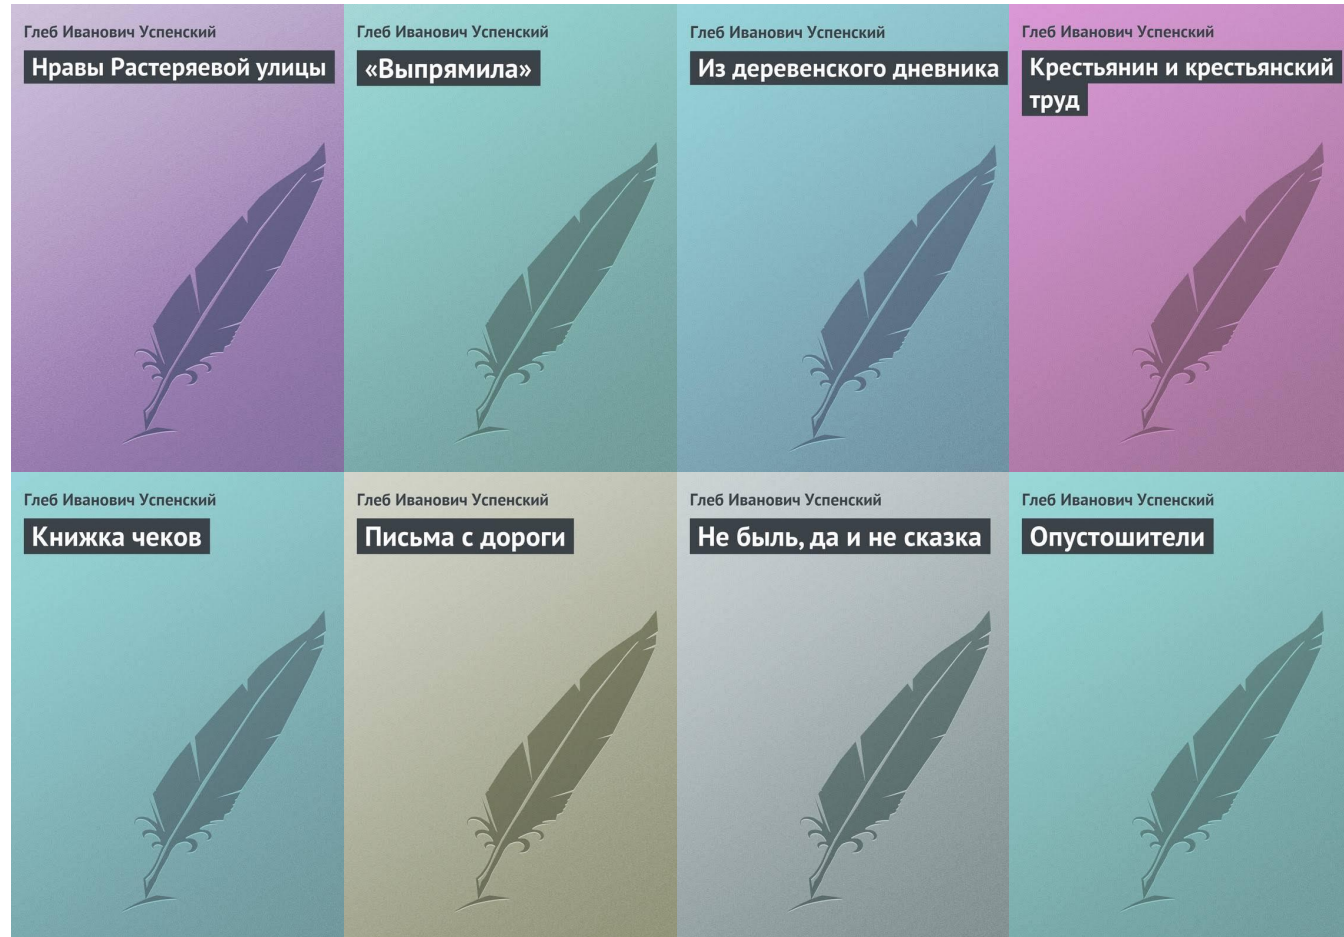 Глеб Иванович Успенский
Нравы Растеряевой улицы
Глеб Иванович Успенский
«Выпрямила»
Глеб Иванович Успенский
Из деревенского дневника
Глеб Иванович Успенский
Крестьянин и крестьянский
труд
Глеб Иванович Успенский
Книжка чеков
Глеб Иванович Успенский
Письма с дороги
Глеб Иванович Успенский
Не быль, да и не сказка
Глеб Иванович Успенский
Опустошители